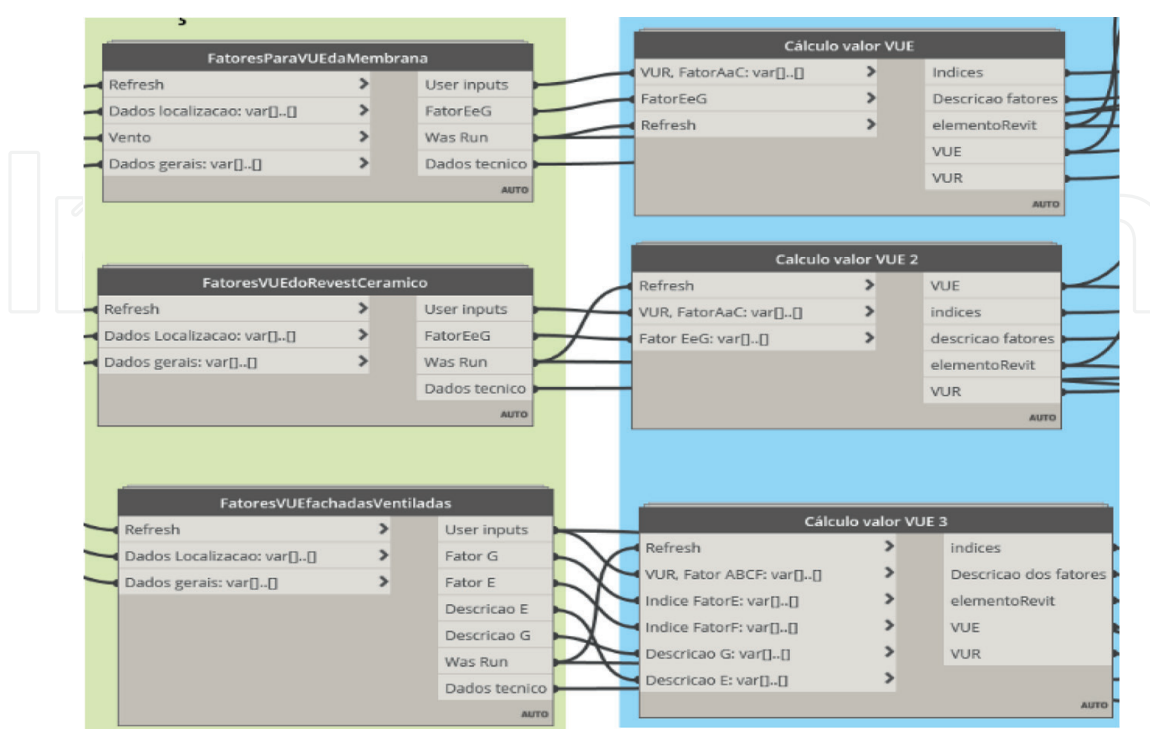 FatoresParaVUEdaMembrana
Refresh > User inputs
Dados localizacao: var[]..[] > FatorEeG
Vento > Was Run
Dados gerais: var[]..[] > Dados tecnico
AUTO
Cálculo valor VUE
VUR, FatorAaC: var[]..[] > Indices
FatorEeG > Descricao fatores
Refresh > elementoRevit
VUE
VUR
AUTO
FatoresVUEdoRevestCeramico
Refresh > User inputs
Dados Localizacao: var[]..[] > FatorEeG
Dados gerais: var[]..[] > Was Run
Dados tecnico
AUTO
Calculo valor VUE 2
Refresh > VUE
VUR, FatorAaC: var[]..[] > indices
Fator EeG: var[]..[] > descricao fatores
elementoRevit
VUR
AUTO
FatoresVUEfachadasVentiladas
Refresh > User inputs
Dados Localizacao: var[]..[] > Fator G
Dados gerais: var[]..[] > Fator E
Descricao E
Descricao G
Was Run
Dados tecnico
AUTO
Cálculo valor VUE 3
Refresh > indices
VUR, Fator ABCF: var[]..[] > Descricao dos fatores
Indice FatorE: var[]..[] > elementoRevit
Indice FatorF: var[]..[] > VUE
Descricao G: var[]..[] > VUR
Descricao E: var[]..[] >
AUTO